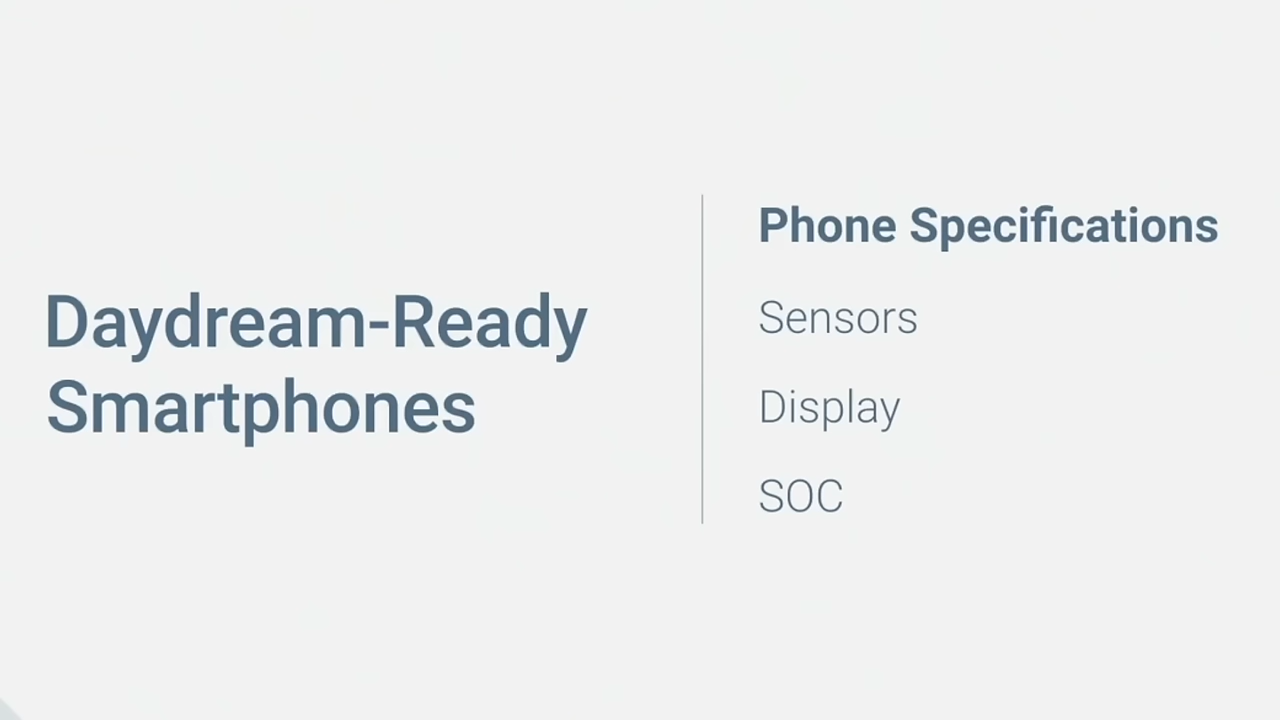 Daydream-Ready
Smartphones
Phone Specifications
Sensors
Display
SOC